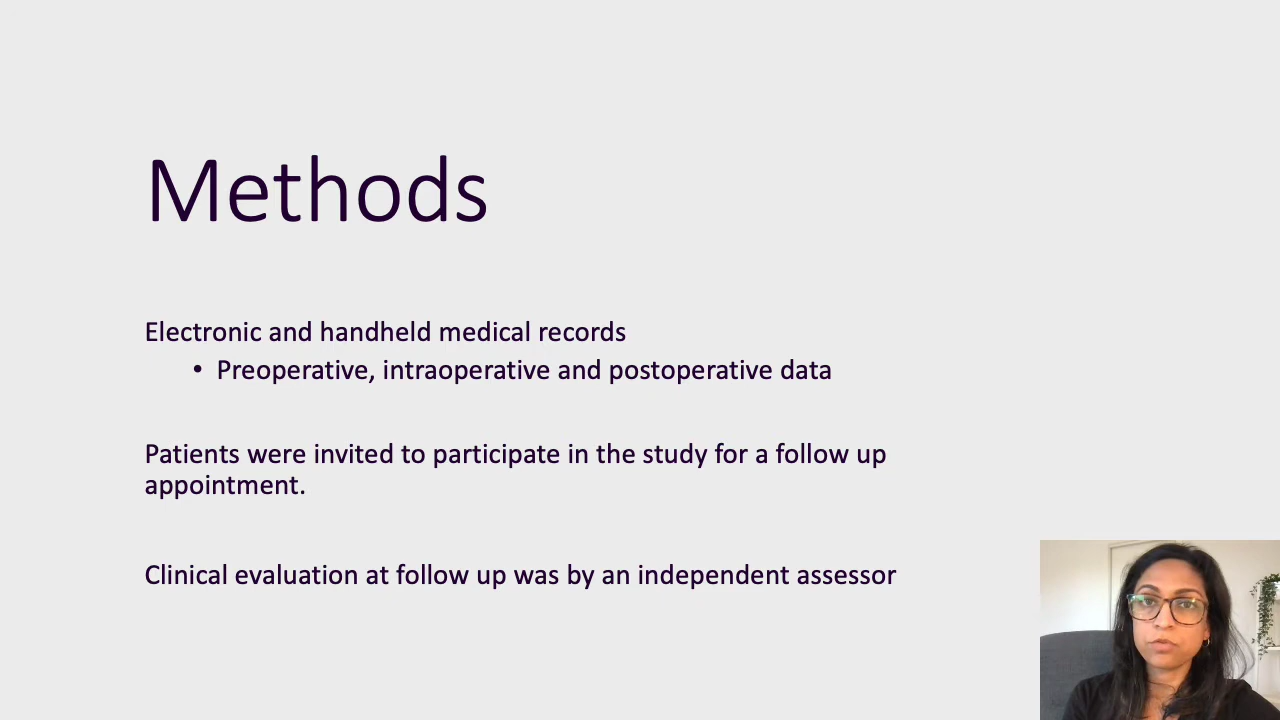 Methods
Electronic and handheld medical records
• Preoperative, intraoperative and postoperative data
Patients were invited to participate in the study for a follow up
appointment.
Clinical evaluation at follow up was by an independent assessor